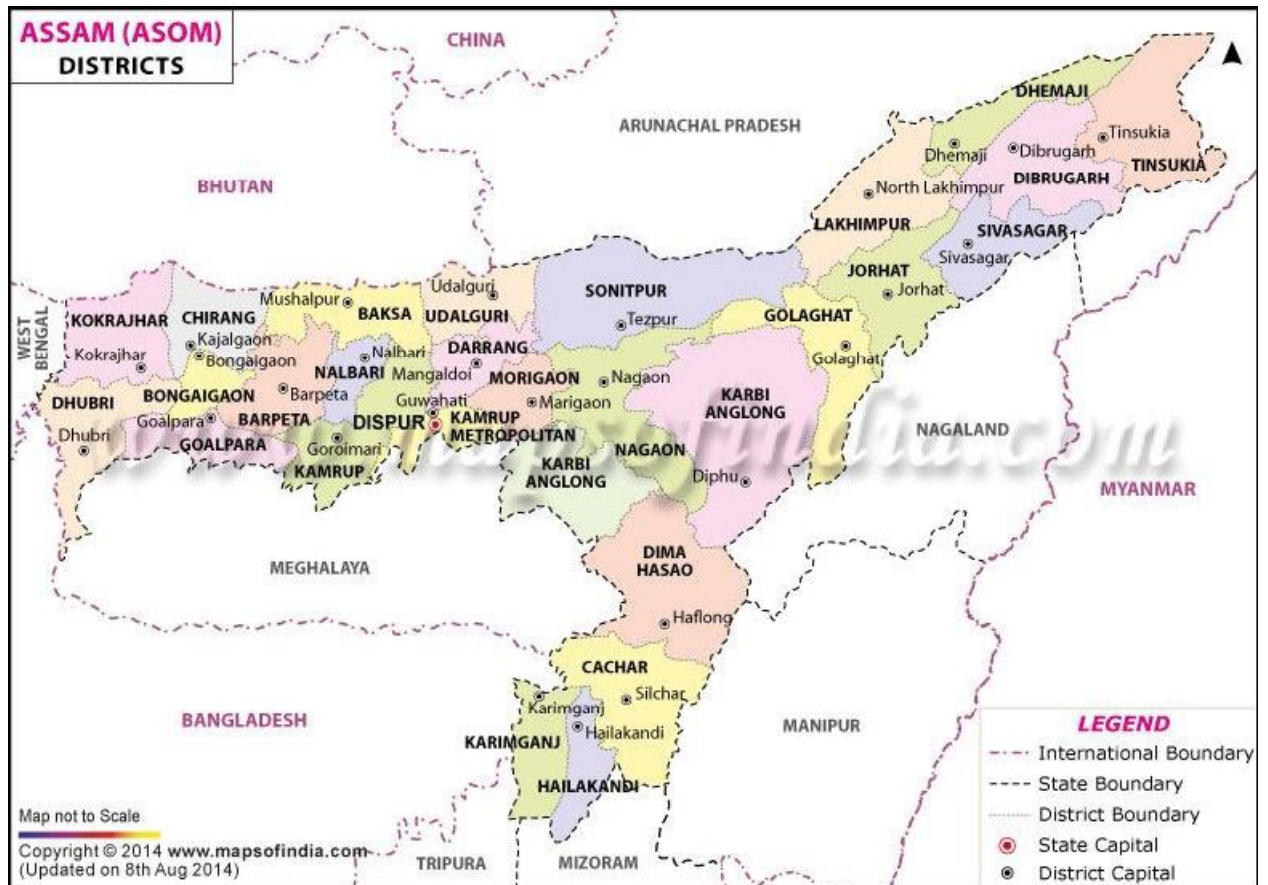 ASSAM (ASOM)
DISTRICTS
CHINA
ARUNACHAL PRADESH
BHUTAN
DHEMAJI
Dhemaji
Dibrugarh
Tinsukia
DIBRUGARH
TINSUKIA
North Lakhimpur
LAKHIMPUR
SIVASAGAR
Sivasagar
JORHAT
Jorhat
WEST
BENGAL
KOKRAJHAR
Kokrajhar
CHIRANG
Kajalgaon
Bongaigaon
Mushalpur
BAKSA
Udalguri
UDALGURI
SONITPUR
Tezpur
GOLAGHAT
Golaghat
DHUBRI
Dhubri
BONGAIGAON
Goalpara
GOALPARA
Barpeta
BARPETA
NALBARI
Nalbari
DARRANG
Mangaldoi
MORIGAON
Marigaon
Nagaon
Guwahati
DISPUR
KAMRUP
METROPOLITAN
Goroimari
KAMRUP
KARBI
ANGLONG
NAGAON
KARBI
ANGLONG
Diphu
NAGALAND
MYANMAR
www.mapsofindia.com
MEGHALAYA
DIMA
HASAO
Haflong
CACHAR
Silchar
Karimganj
Hailakandi
KARIMGANJ
HAILAKANDI
BANGLADESH
MANIPUR
TRIPURA
MIZORAM
Map not to Scale
Copyright © 2014 www.mapsofindia.com
(Updated on 8th Aug 2014)
LEGEND
International Boundary
State Boundary
District Boundary
State Capital
District Capital